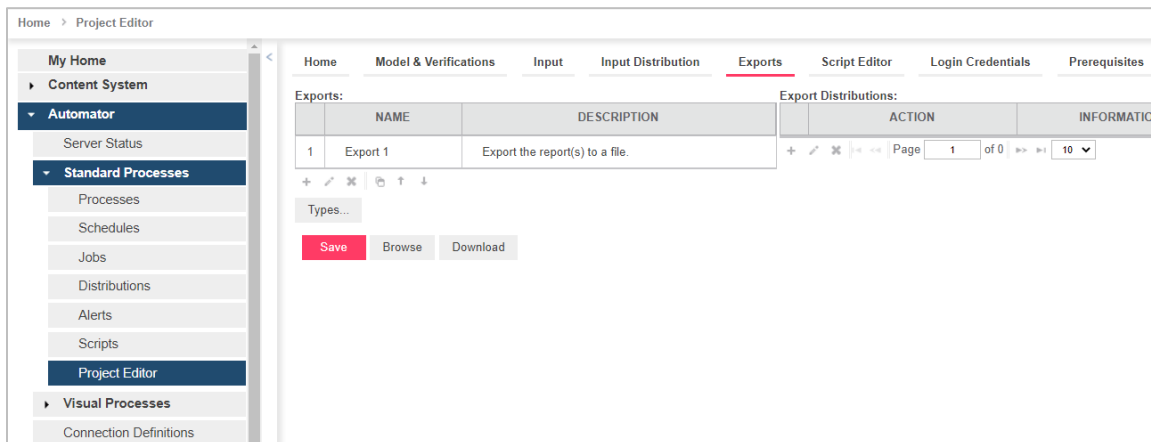 Home > Project Editor
My Home
Content System
Automator
Server Status
Standard Processes
Processes
Schedules
Jobs
Distributions
Alerts
Scripts
Project Editor
Visual Processes
Connection Definitions
Home Model & Verifications Input Input Distribution Exports Script Editor Login Credentials Prerequisites
Exports:
NAME DESCRIPTION
1 Export 1 Export the report(s) to a file.
Types...
Save Browse Download
Export Distributions:
ACTION INFORMATIO
Page 1 of 0 10